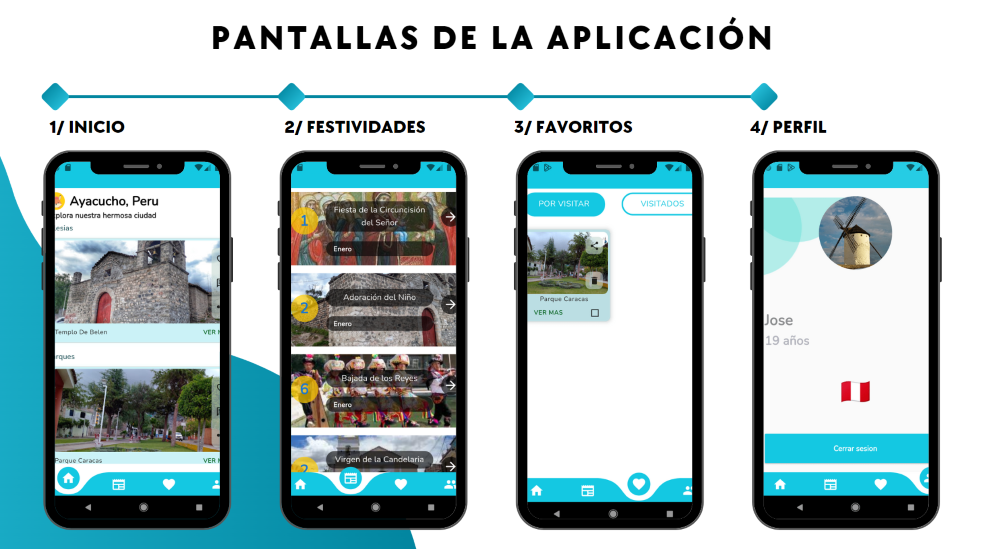 PANTALLAS DE LA APLICACIÓN
1/ INICIO
2/ FESTIVIDADES
3/ FAVORITOS
4/ PERFIL
Ayacucho, Peru
plora nuestra hermosa ciudad
lesias
Templo De Belen
VER M
rques
Parque Caracas
VER M
1
Fiesta de la Circuncisión
del Señor
Enero
2
Adoración del Niño
Enero
6
Bajada de los Reyes
Enero
2
Virgen de la Candelaria
POR VISITAR
VISITADOS
Parque Caracas
VER MAS
Jose
19 años
Cerrar sesion